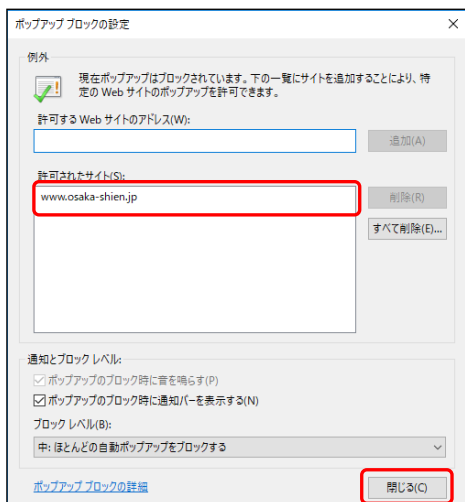 ポップアップ ブロックの設定
例外
現在ポップアップはブロックされています。下の一覧にサイトを追加することにより、特
定の Web サイトのポップアップを許可できます。
許可する Web サイトのアドレス(W):
追加(A)
許可されたサイト(S):
www.osaka-shien.jp
削除(R)
すべて削除(E)...
通知とブロック レベル:
ポップアップのブロック時に音を鳴らす(P)
ポップアップのブロック時に通知バーを表示する(N)
ブロック レベル(B):
中: ほとんどの自動ポップアップをブロックする
ポップアップ ブロックの詳細
閉じる(C)